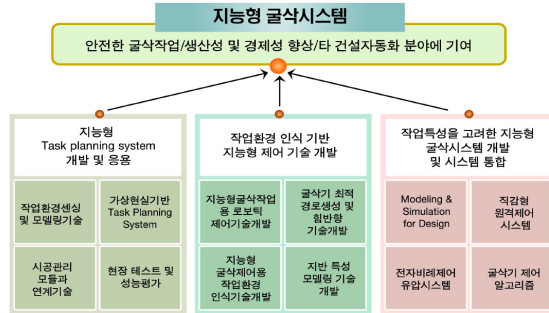 지능형 굴삭시스템
안전한 굴삭작업/생산성 및 경제성 향상/타 건설자동화 분야에 기여
지능형
Task planning system
개발 및 응용
작업환경센싱
및 모델링기술
가상현실기반
Task Planning
System
시공관리
모듈과
연계기술
현장 테스트 및
성능평가
작업환경 인식 기반
지능형 제어 기술 개발
지능형굴삭작업
용 로보틱
제어기술개발
굴삭기 최적
경로생성 및
힘반향
기술개발
지능형
굴삭제어용
작업환경
인식기술개발
지반 특성
모델링 기술
개발
작업특성을 고려한 지능형
굴삭시스템 개발
및 시스템 통합
Modeling &
Simulation
for Design
직감형
원격제어
시스템
전자비례제어
유압시스템
굴삭기 제어
알고리즘